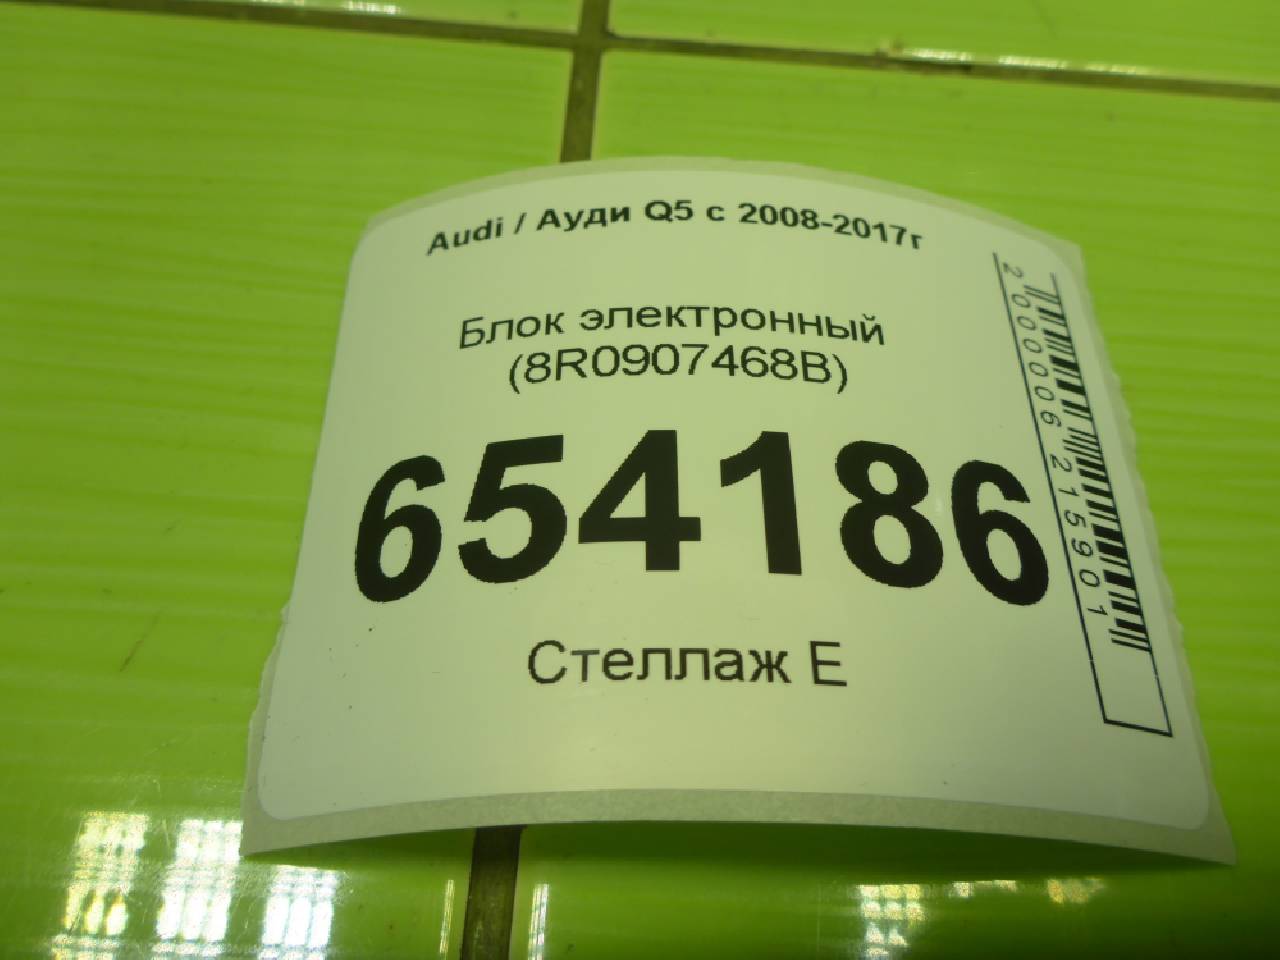 Audi / Ауди Q5 с 2008-2017г
Блок электронный
(8R0907468B)
654186
Стеллаж Е
2000006215901